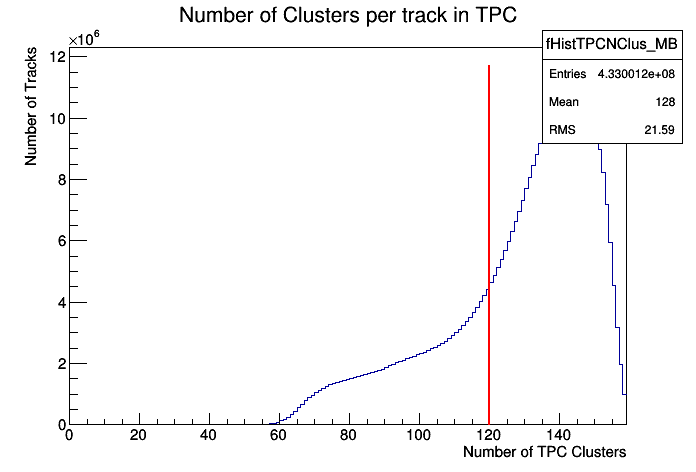 Number of Clusters per track in TPC
×10⁶
fHistTPCNClus_MB
Entries 4.330012e+08
Mean 128
RMS 21.59
Number of Tracks
12
10
8
6
4
2
0
0 20 40 60 80 100 120 140
Number of TPC Clusters